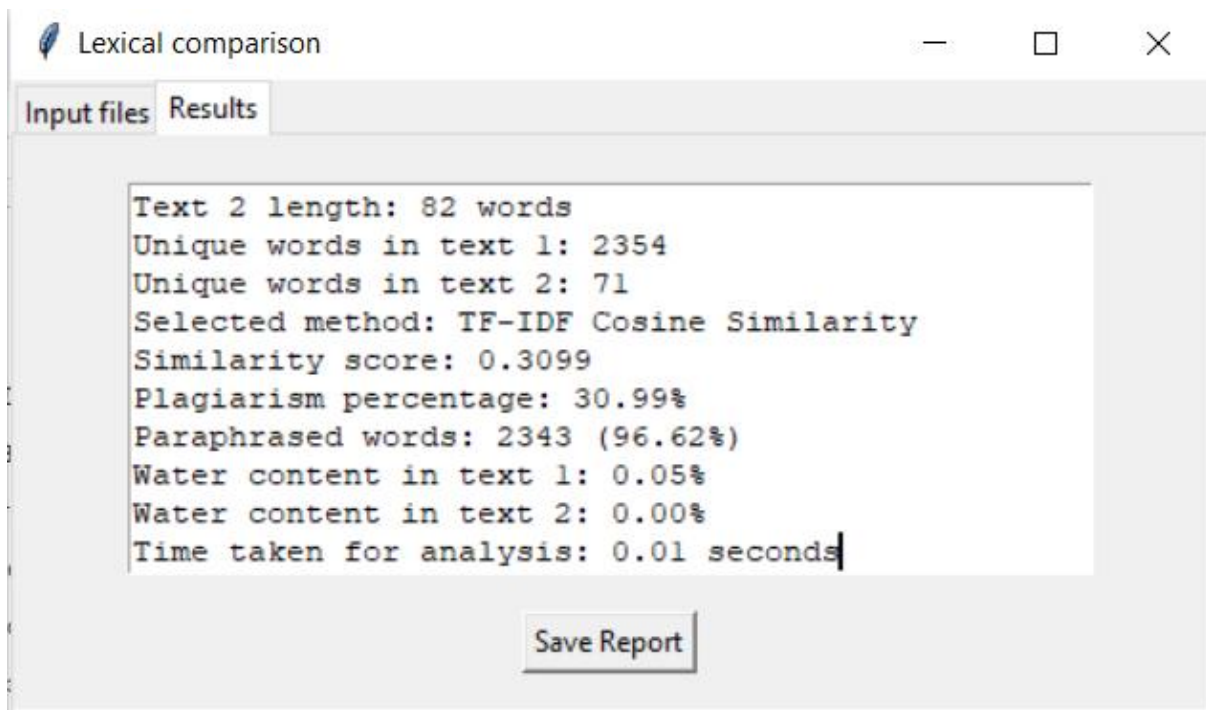 Lexical comparison
Input files Results
Text 2 length: 82 words
Unique words in text 1: 2354
Unique words in text 2: 71
Selected method: TF-IDF Cosine Similarity
Similarity score: 0.3099
Plagiarism percentage: 30.99%
Paraphrased words: 2343 (96.62%)
Water content in text 1: 0.05%
Water content in text 2: 0.00%
Time taken for analysis: 0.01 seconds
Save Report